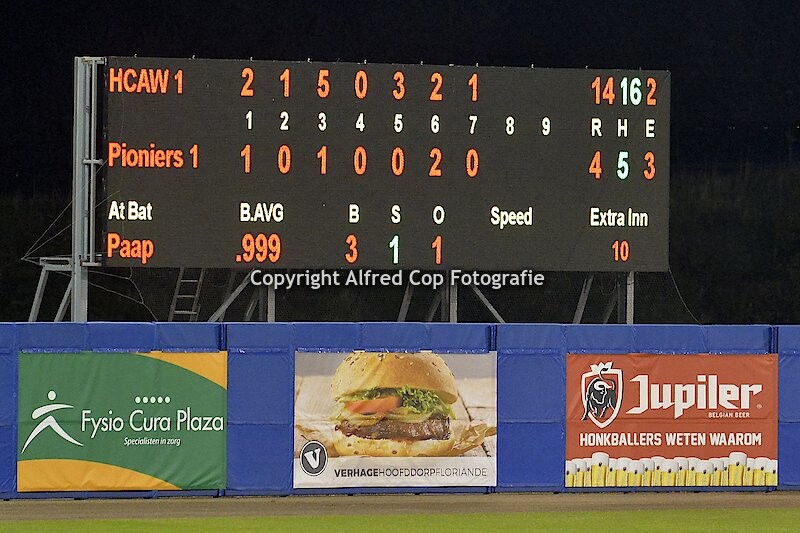 HCAW 1 2 1 5 0 3 2 1 14 16 2
1 2 3 4 5 6 7 8 9 R H E
Pioniers 1 1 0 1 0 0 2 0 4 5 3
At Bat B.AVG B S O Speed Extra Inn
Paap .999 3 1 1 10
Copyright Alfred Cop Fotografie
Fysio Cura Plaza
Specialisten in zorg
V VERHAGEHOOFDDORPFLORIANDE
Jupiler
BELGIAN BEER
HONKBALLERS WETEN WAAROM